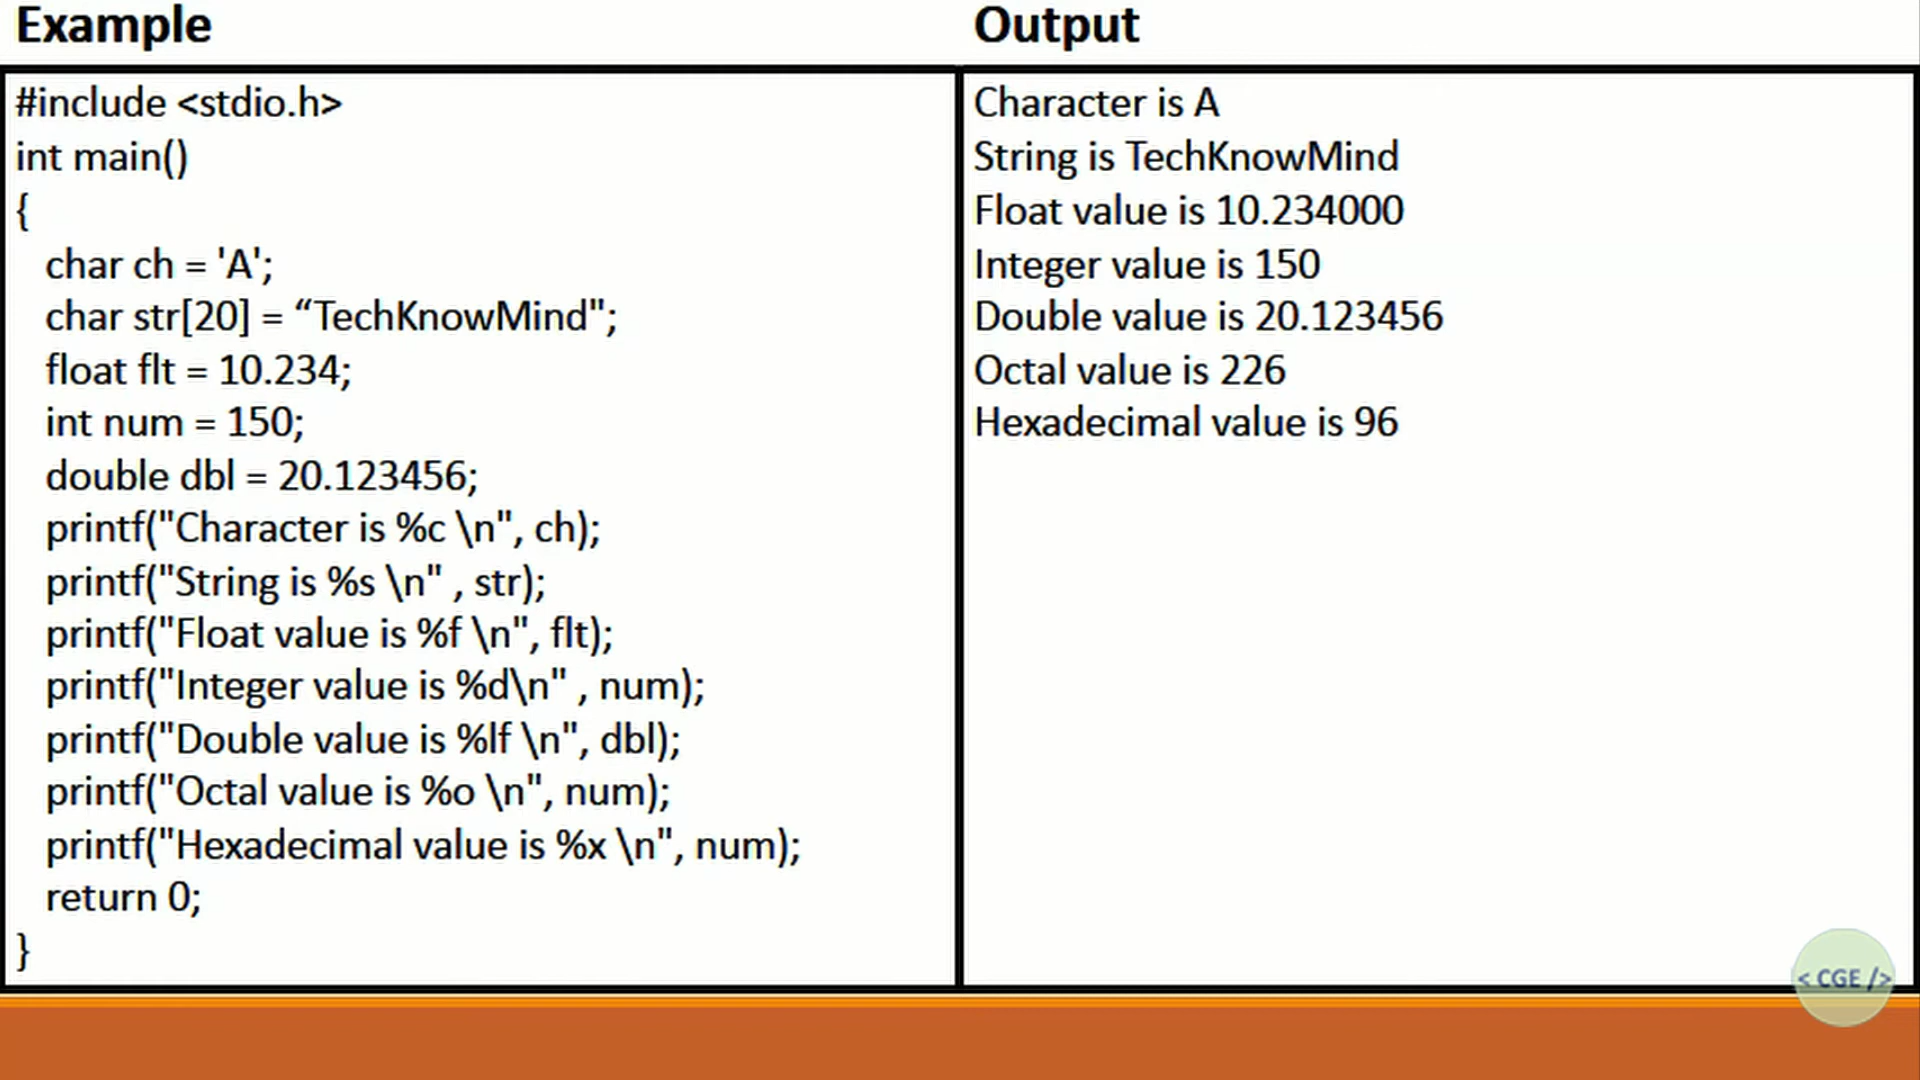 Example
#include <stdio.h>
int main()
{
char ch = 'A';
char str[20] = “TechKnowMind";
float flt = 10.234;
int num = 150;
double dbl = 20.123456;
printf("Character is %c \n", ch);
printf("String is %s \n" , str);
printf("Float value is %f \n", flt);
printf("Integer value is %d\n" , num);
printf("Double value is %lf \n", dbl);
printf("Octal value is %o \n", num);
printf("Hexadecimal value is %x \n", num);
return 0;
}
Output
Character is A
String is TechKnowMind
Float value is 10.234000
Integer value is 150
Double value is 20.123456
Octal value is 226
Hexadecimal value is 96
< CGE />